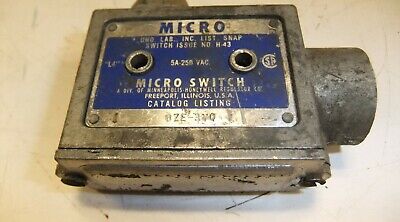 MICRO
UND. LAB., INC. LIST. SNAP
SWITCH ISSUE NO. H-43
5A-250 VAC.
MICRO SWITCH
A DIV. OF MINNEAPOLIS-HONEYWELL REGULATOR CO.
FREEPORT, ILLINOIS, U.S.A.
CATALOG LISTING